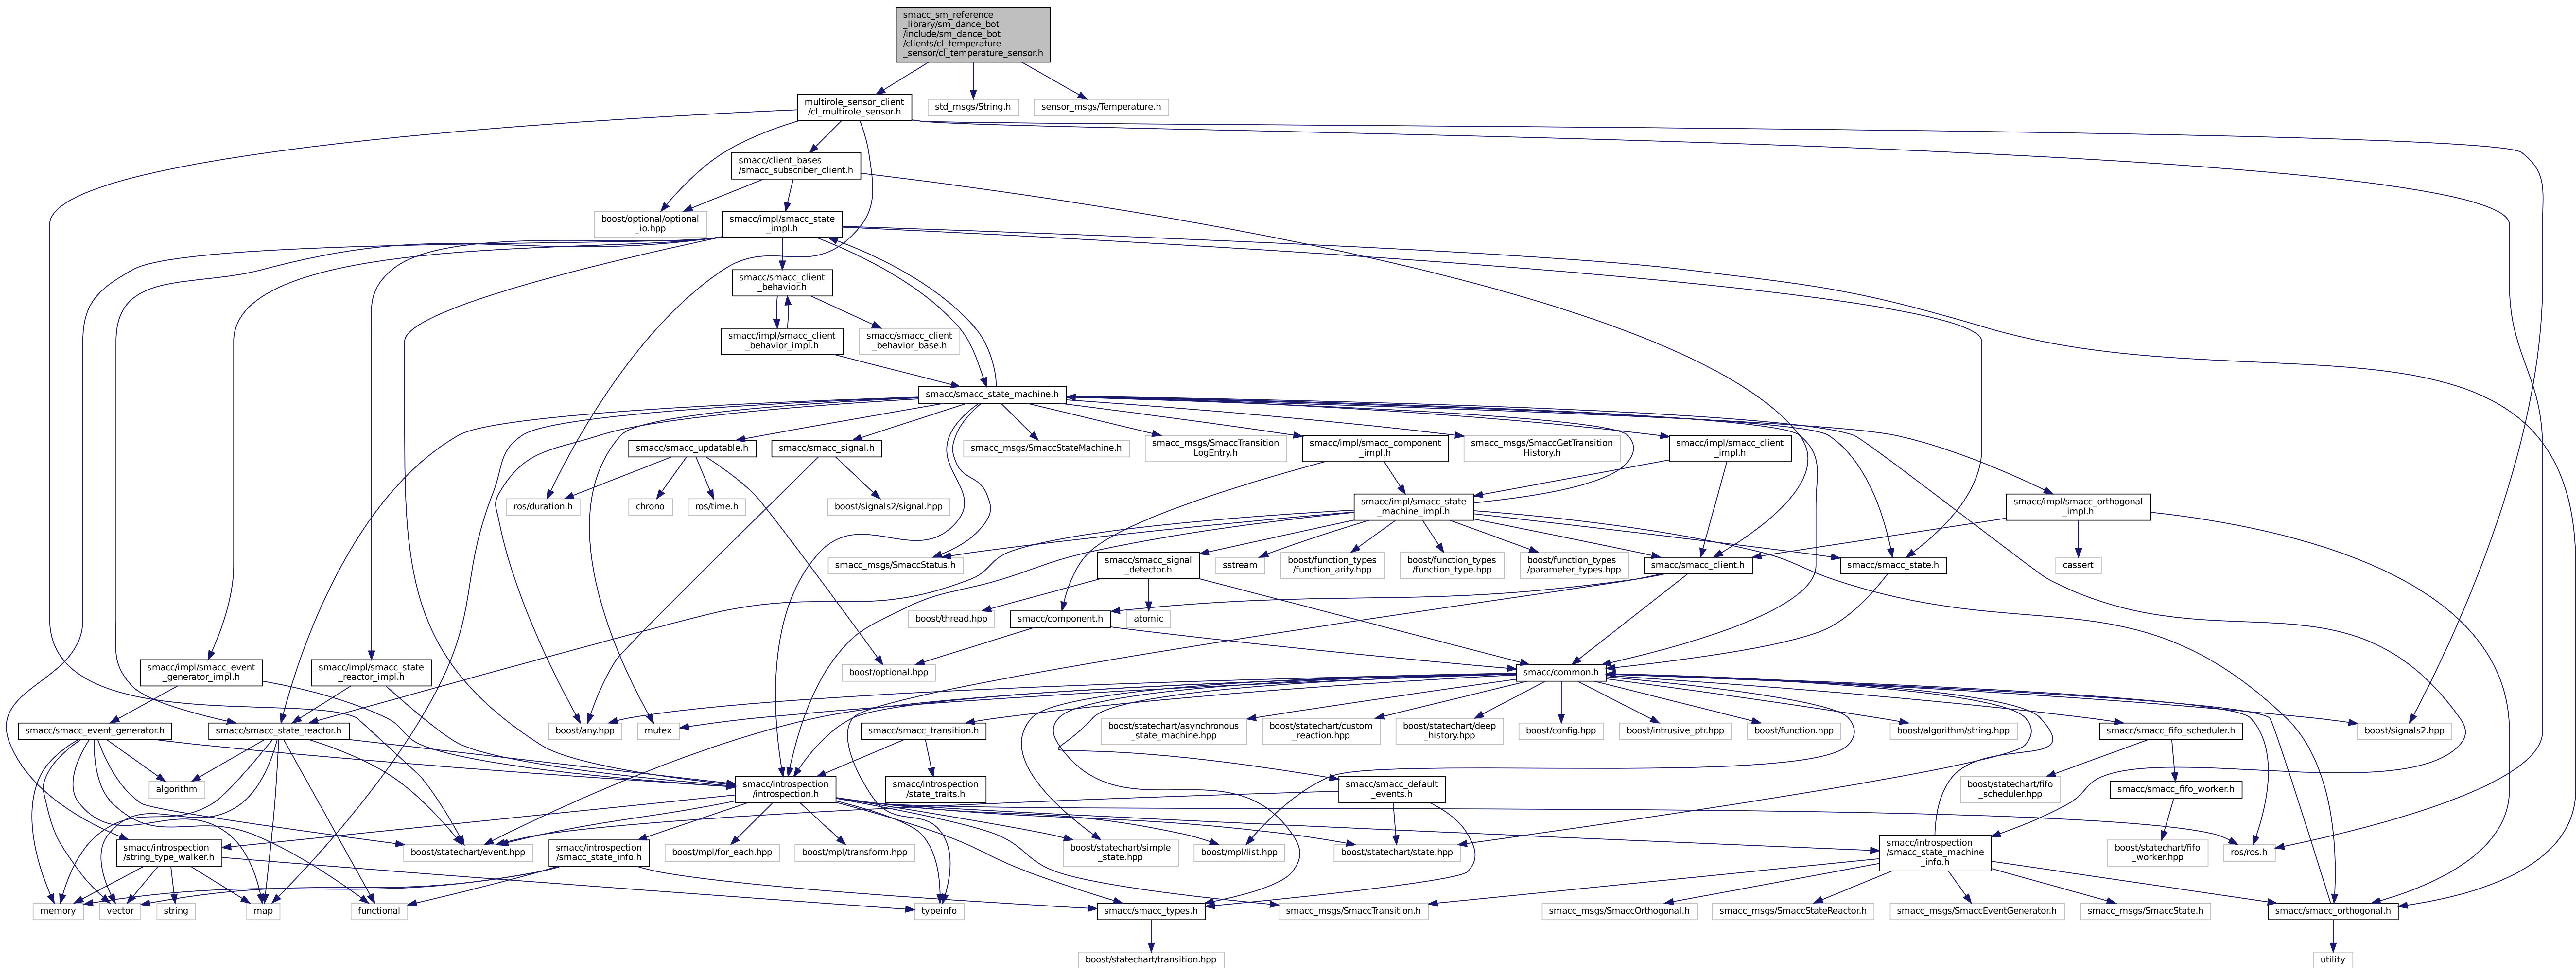 smacc_sm_reference
_library/sm_dance_bot
/include/sm_dance_bot
/clients/cl_temperature
_sensor/cl_temperature_sensor.h
multirole_sensor_client
/cl_multirole_sensor.h
std_msgs/String.h
sensor_msgs/Temperature.h
smacc/client_bases
/smacc_subscriber_client.h
boost/optional/optional
_io.hpp
smacc/impl/smacc_state
_impl.h
smacc/smacc_client
_behavior.h
smacc/impl/smacc_client
_behavior_impl.h
smacc/smacc_client
_behavior_base.h
smacc/smacc_state_machine.h
smacc/smacc_updatable.h
smacc/smacc_signal.h
smacc_msgs/SmaccStateMachine.h
smacc_msgs/SmaccTransition
LogEntry.h
smacc/impl/smacc_component
_impl.h
smacc_msgs/SmaccGetTransition
History.h
smacc/impl/smacc_client
_impl.h
ros/duration.h
chrono
ros/time.h
boost/signals2/signal.hpp
smacc/impl/smacc_state
_machine_impl.h
smacc/impl/smacc_orthogonal
_impl.h
smacc_msgs/SmaccStatus.h
smacc/smacc_signal
_detector.h
sstream
boost/function_types
/function_arity.hpp
boost/function_types
/function_type.hpp
boost/function_types
/parameter_types.hpp
smacc/smacc_client.h
smacc/smacc_state.h
cassert
boost/thread.hpp
smacc/component.h
atomic
smacc/impl/smacc_event
_generator_impl.h
smacc/impl/smacc_state
_reactor_impl.h
boost/optional.hpp
smacc/common.h
smacc/smacc_event_generator.h
smacc/smacc_state_reactor.h
boost/any.hpp
mutex
smacc/smacc_transition.h
boost/statechart/asynchronous
_state_machine.hpp
boost/statechart/custom
_reaction.hpp
boost/statechart/deep
_history.hpp
boost/config.hpp
boost/intrusive_ptr.hpp
boost/function.hpp
boost/algorithm/string.hpp
smacc/smacc_fifo_scheduler.h
boost/signals2.hpp
algorithm
smacc/introspection
/introspection.h
smacc/introspection
/state_traits.h
smacc/smacc_default
_events.h
boost/statechart/fifo
_scheduler.hpp
smacc/smacc_fifo_worker.h
smacc/introspection
/string_type_walker.h
boost/statechart/event.hpp
smacc/introspection
/smacc_state_info.h
boost/mpl/for_each.hpp
boost/mpl/transform.hpp
boost/statechart/simple
_state.hpp
boost/mpl/list.hpp
boost/statechart/state.hpp
smacc/introspection
/smacc_state_machine
_info.h
boost/statechart/fifo
_worker.hpp
ros/ros.h
memory
vector
string
map
functional
typeinfo
smacc/smacc_types.h
smacc_msgs/SmaccTransition.h
smacc_msgs/SmaccOrthogonal.h
smacc_msgs/SmaccStateReactor.h
smacc_msgs/SmaccEventGenerator.h
smacc_msgs/SmaccState.h
smacc/smacc_orthogonal.h
boost/statechart/transition.hpp
utility